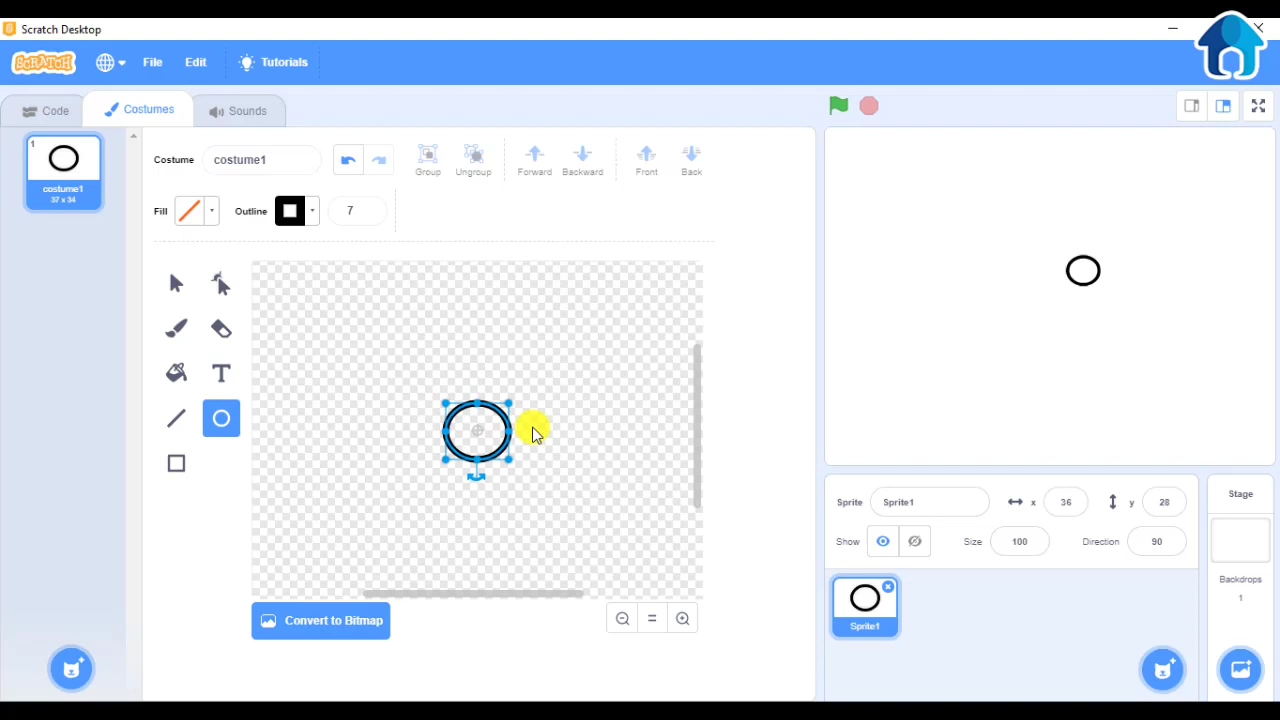 Scratch Desktop
SCRATCH File Edit Tutorials
Code Costumes Sounds
1
costume1
37 x 34
Costume costume1 Group Ungroup Forward Backward Front Back
Fill Outline 7
Convert to Bitmap
Sprite Sprite1 x 36 y 28
Show Size 100 Direction 90
Sprite1
Stage
Backdrops
1